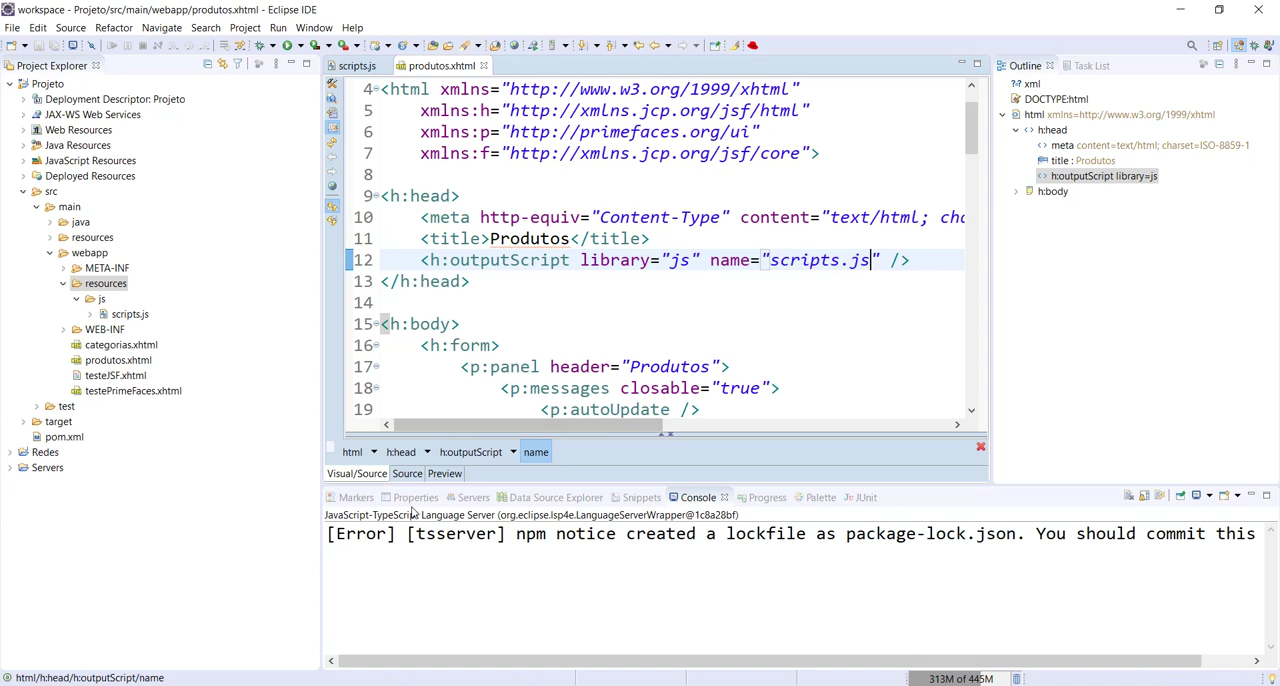 workspace - Projeto/src/main/webapp/produtos.xhtml - Eclipse IDE
File Edit Source Refactor Navigate Search Project Run Window Help
Project Explorer
Projeto
Deployment Descriptor: Projeto
JAX-WS Web Services
Web Resources
Java Resources
JavaScript Resources
Deployed Resources
src
main
java
resources
webapp
META-INF
resources
js
scripts.js
WEB-INF
categorias.xhtml
produtos.xhtml
testeJSF.xhtml
testePrimeFaces.xhtml
test
target
pom.xml
Redes
Servers
scripts.js produtos.xhtml
4 <html xmlns="http://www.w3.org/1999/xhtml"
5 xmlns:h="http://xmlns.jcp.org/jsf/html"
6 xmlns:p="http://primefaces.org/ui"
7 xmlns:f="http://xmlns.jcp.org/jsf/core">
8
9 <h:head>
10 <meta http-equiv="Content-Type" content="text/html; cha
11 <title>Produtos</title>
12 <h:outputScript library="js" name="scripts.js" />
13 </h:head>
14
15 <h:body>
16 <h:form>
17 <p:panel header="Produtos">
18 <p:messages closable="true">
19 <p:autoUpdate />
html h:head h:outputScript name
Visual/Source Source Preview
Outline Task List
xml
DOCTYPE:html
html xmlns=http://www.w3.org/1999/xhtml
h:head
meta content=text/html; charset=ISO-8859-1
title : Produtos
h:outputScript library=js
h:body
Markers Properties Servers Data Source Explorer Snippets Console Progress Palette JUnit
JavaScript-TypeScript Language Server (org.eclipse.lsp4e.LanguageServerWrapper@1c8a28bf)
[Error] [tsserver] npm notice created a lockfile as package-lock.json. You should commit this
html/h:head/h:outputScript/name
313M of 445M